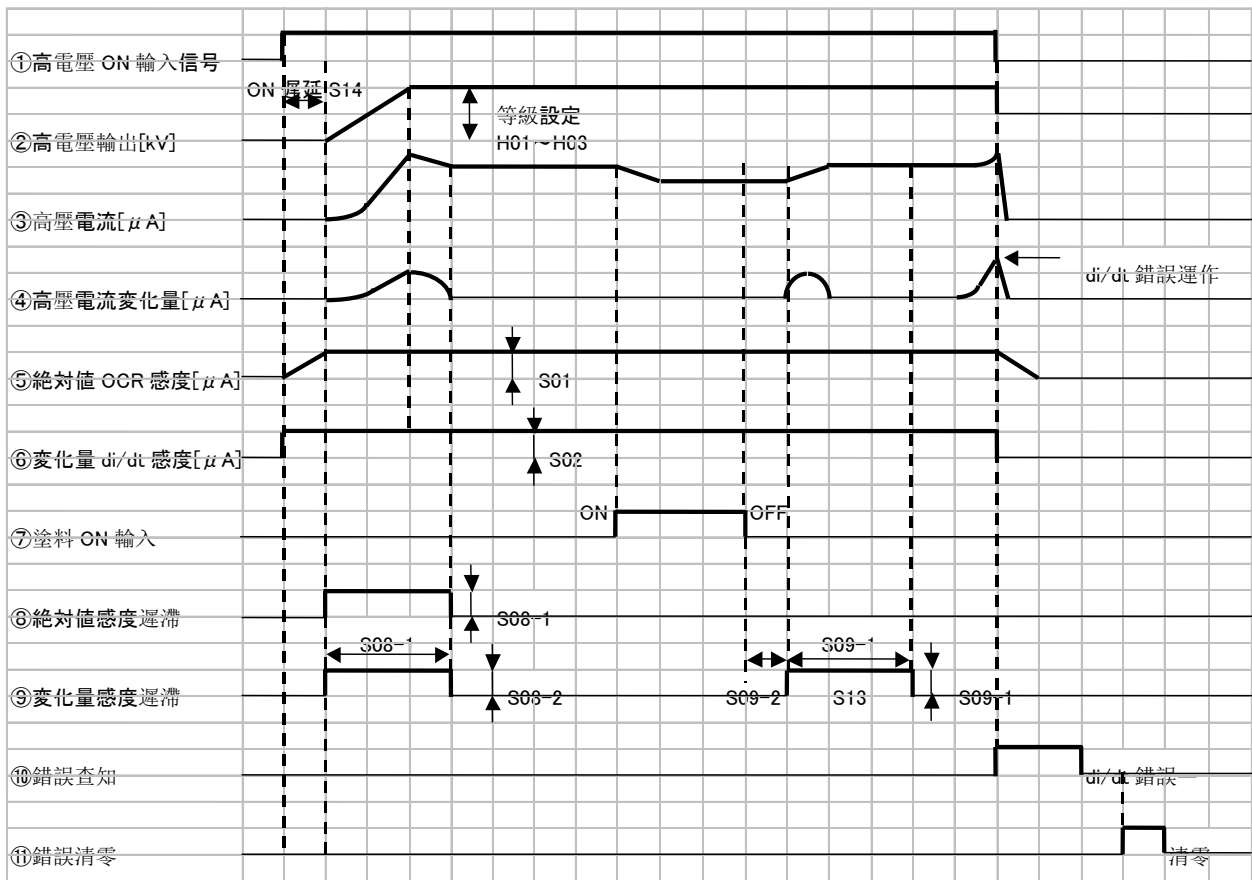 ①高電壓 ON 輸入信号
ON 遅延 S14
等級設定
H01～H03
②高電壓輸出[kV]
③高壓電流[μA]
di/dt 錯誤運作
④高壓電流変化量[μA]
⑤絶対値 OCR 感度[μA]
S01
⑥変化量 di/dt 感度[μA]
S02
ON
OFF
⑦塗料 ON 輸入
⑧絶対値感度遅滞
S08-1
S08-1
S09-1
⑨変化量感度遅滞
S08-2
S09-2
S13
S09-1
⑩錯誤查知
di/dt 錯誤—
⑪錯誤清零
清零